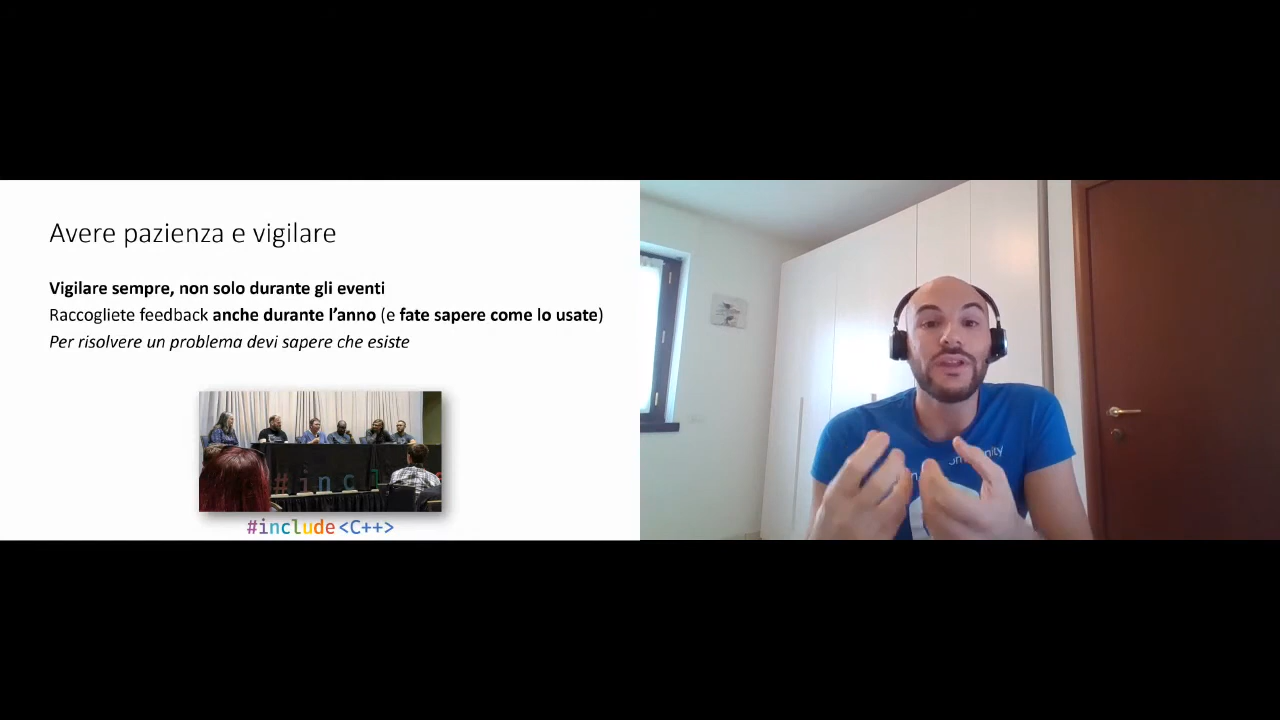 Avere pazienza e vigilare
Vigilare sempre, non solo durante gli eventi
Raccogliete feedback anche durante l’anno (e fate sapere come lo usate)
Per risolvere un problema devi sapere che esiste
#incl
#include <C++>